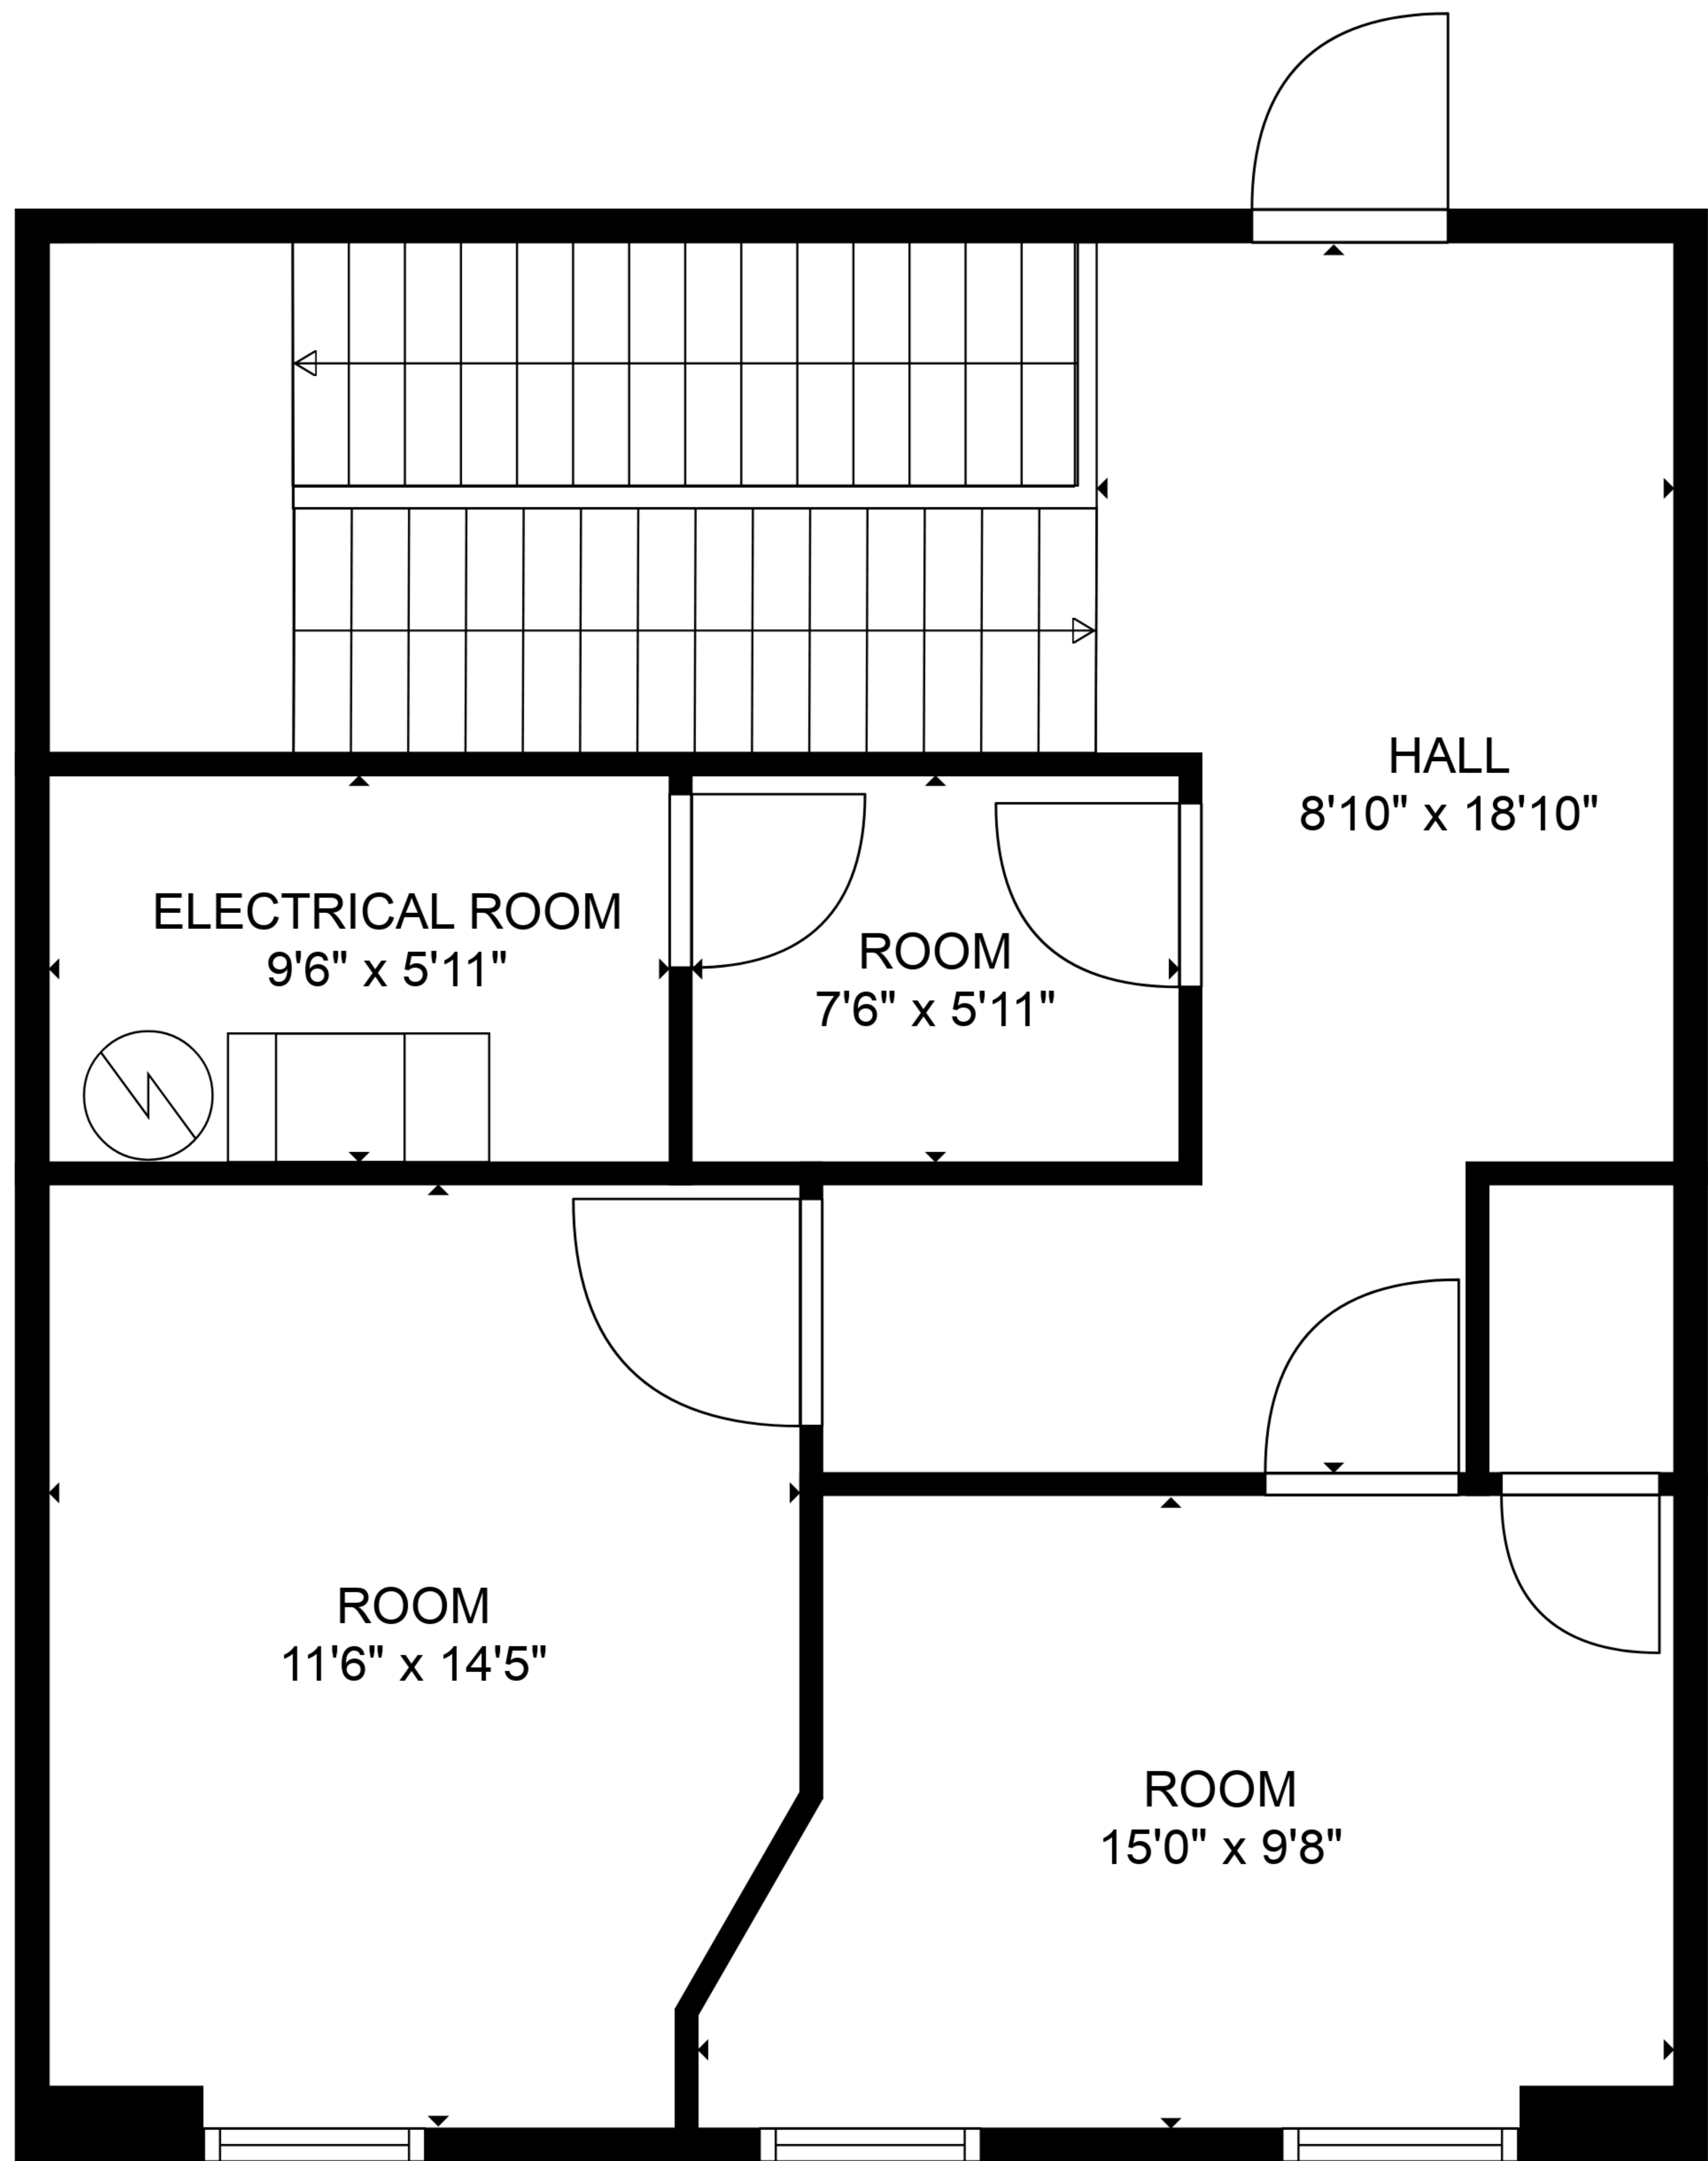 HALL
8'10" x 18'10"
ELECTRICAL ROOM
9'6" x 5'11"
ROOM
7'6" x 5'11"
ROOM
11'6" x 14'5"
ROOM
15'0" x 9'8"